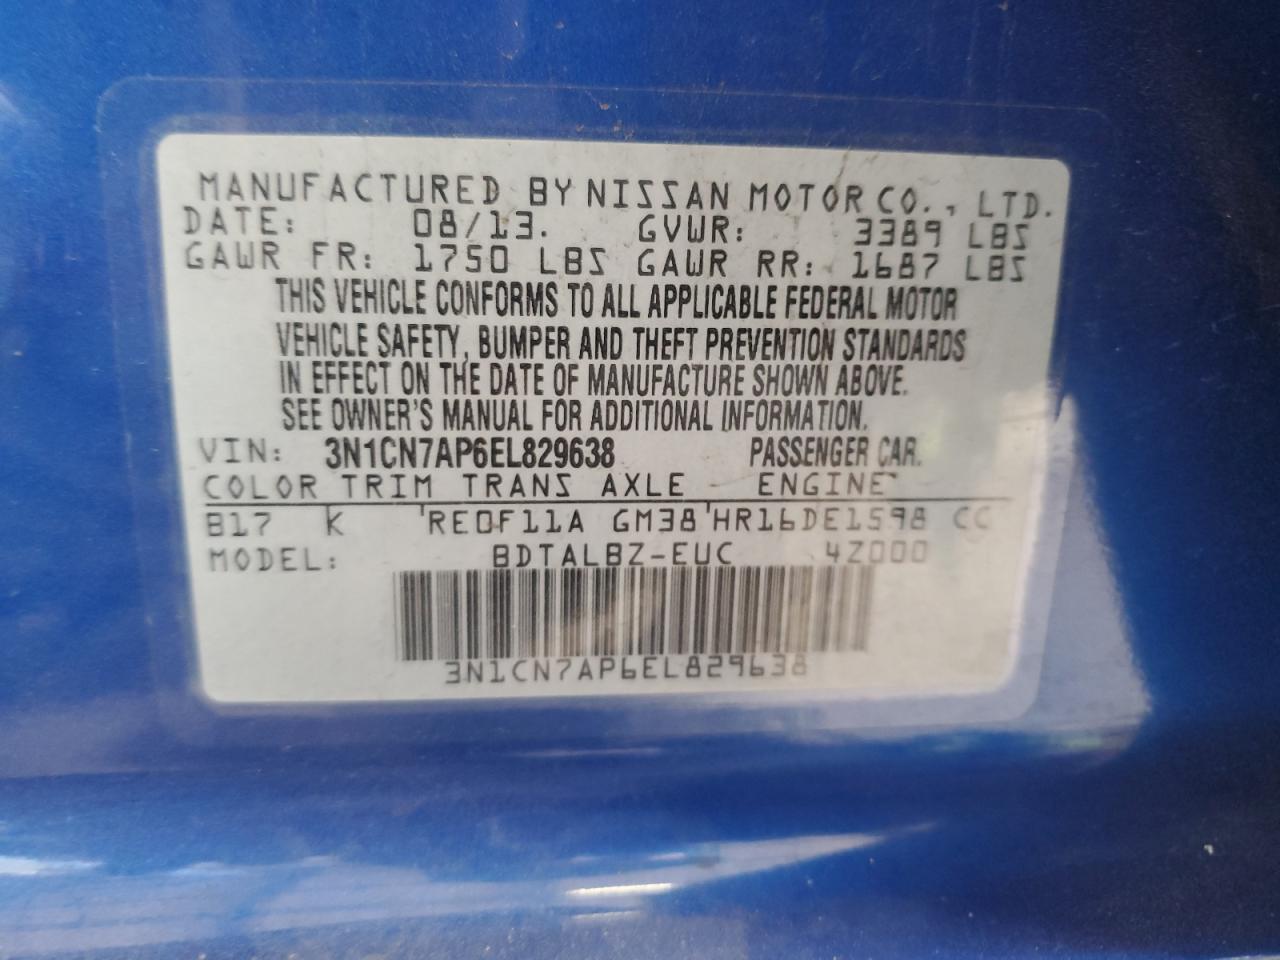 MANUFACTURED BY NISSAN MOTOR CO., LTD.
DATE: 08/13. GVWR: 3389 LBS
GAWR FR: 1750 LBS GAWR RR: 1687 LBS
THIS VEHICLE CONFORMS TO ALL APPLICABLE FEDERAL MOTOR
VEHICLE SAFETY, BUMPER AND THEFT PREVENTION STANDARDS
IN EFFECT ON THE DATE OF MANUFACTURE SHOWN ABOVE.
SEE OWNER'S MANUAL FOR ADDITIONAL INFORMATION.
VIN: 3N1CN7AP6EL829638 PASSENGER CAR.
COLOR TRIM TRANS AXLE ENGINE
B17 K RE0F11A GM38 HR16DE1598 CC
MODEL: BDTALBZ-EUC 4Z000
3N1CN7AP6EL829638